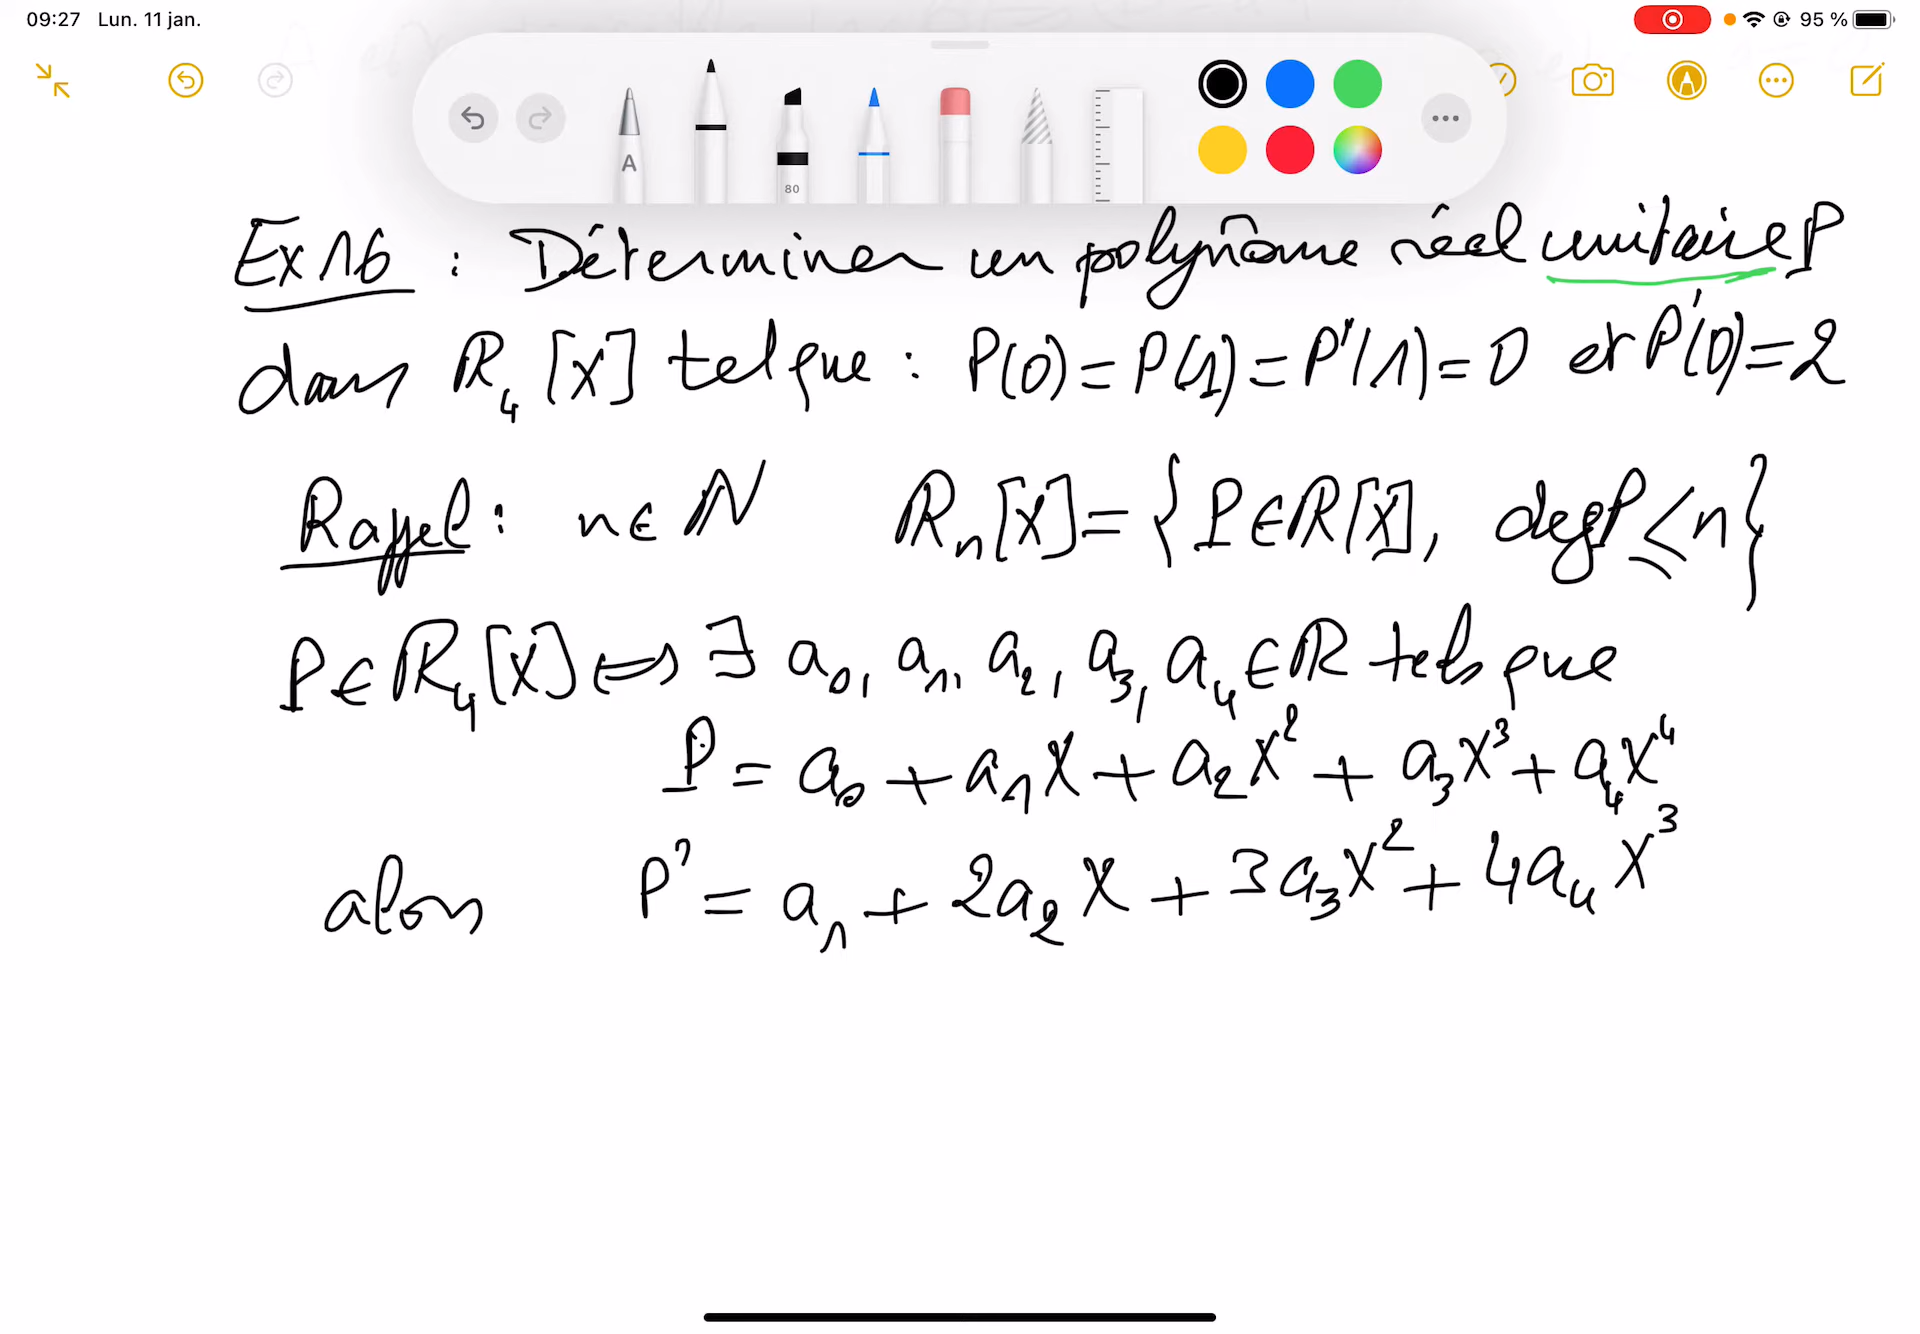 09:27 Lun. 11 jan. 95 %
A 80
Ex 16 : Déterminer un polynôme réel unitaire P
dans ℝ₄[X] tel que : P(0) = P(1) = P'(1) = 0 et P'(0) = 2
Rappel : n ∈ ℕ ℝₙ[X] = {P ∈ ℝ[X], deg P ≤ n}
P ∈ ℝ₄[X] ⟺ ∃ a₀, a₁, a₂, a₃, a₄ ∈ ℝ tels que
P = a₀ + a₁X + a₂X² + a₃X³ + a₄X⁴
alors P' = a₁ + 2a₂X + 3a₃X² + 4a₄X³